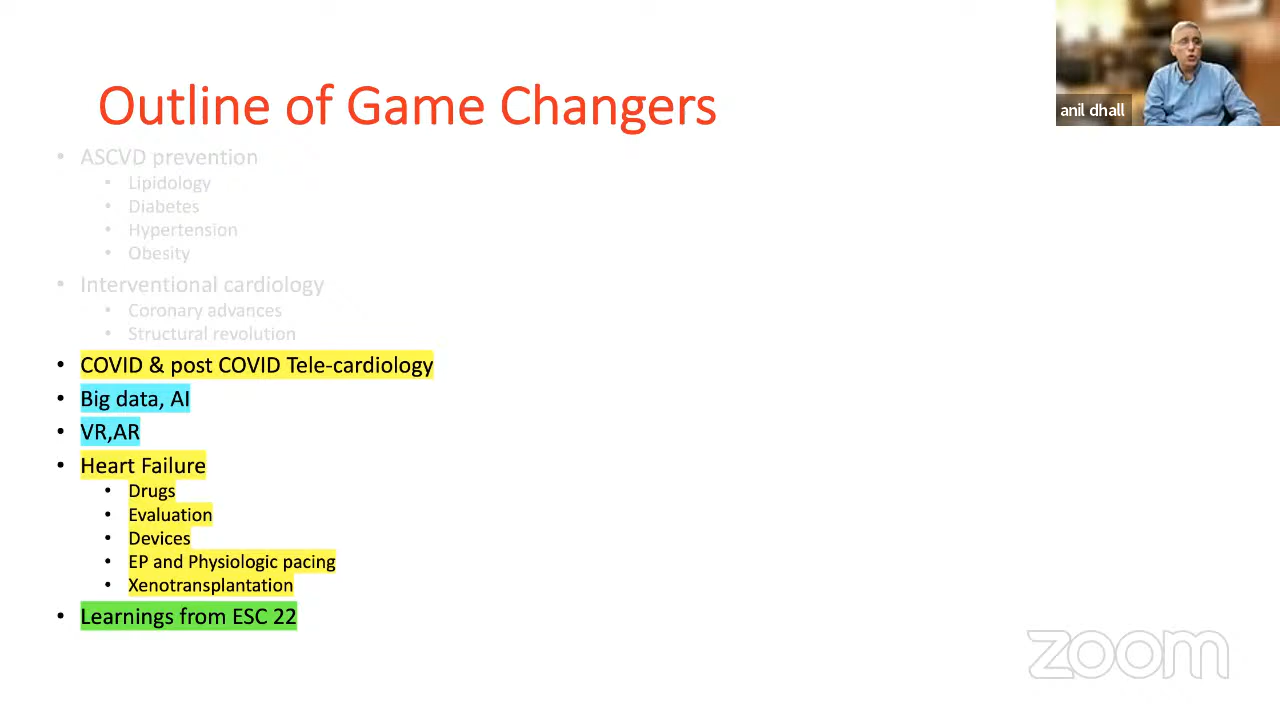 Outline of Game Changers
anil dhall
• ASCVD prevention
• Lipidology
• Diabetes
• Hypertension
• Obesity
• Interventional cardiology
• Coronary advances
• Structural revolution
• COVID & post COVID Tele-cardiology
• Big data, AI
• VR,AR
• Heart Failure
• Drugs
• Evaluation
• Devices
• EP and Physiologic pacing
• Xenotransplantation
• Learnings from ESC 22
zoom